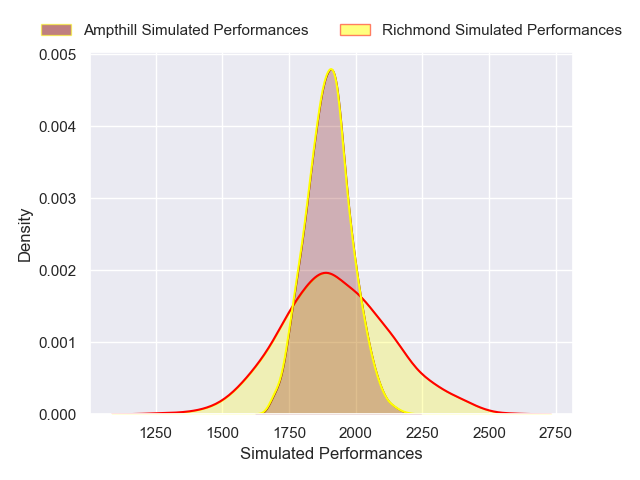 Ampthill Simulated Performances Richmond Simulated Performances
0.005
0.004
0.003
0.002
0.001
0.000
Density
1250 1500 1750 2000 2250 2500 2750
Simulated Performances